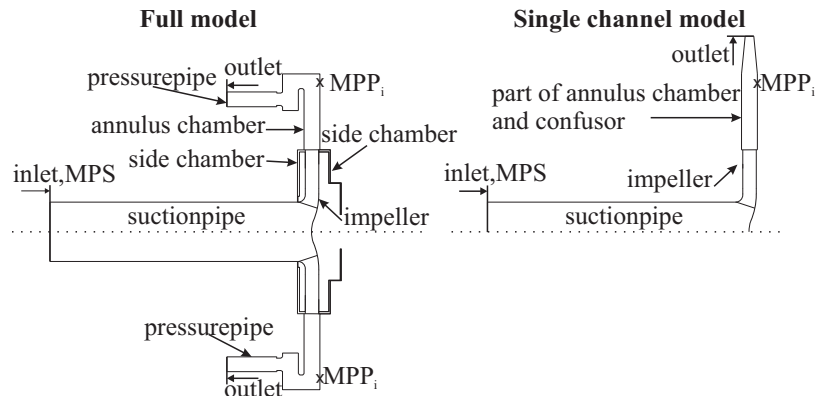 Full model
Single channel model
outlet
pressurepipe
MPPi
annulus chamber
side chamber
side chamber
inlet,MPS
suctionpipe
impeller
pressurepipe
outlet
MPPi
outlet
MPPi
part of annulus chamber
and confusor
impeller
inlet,MPS
suctionpipe